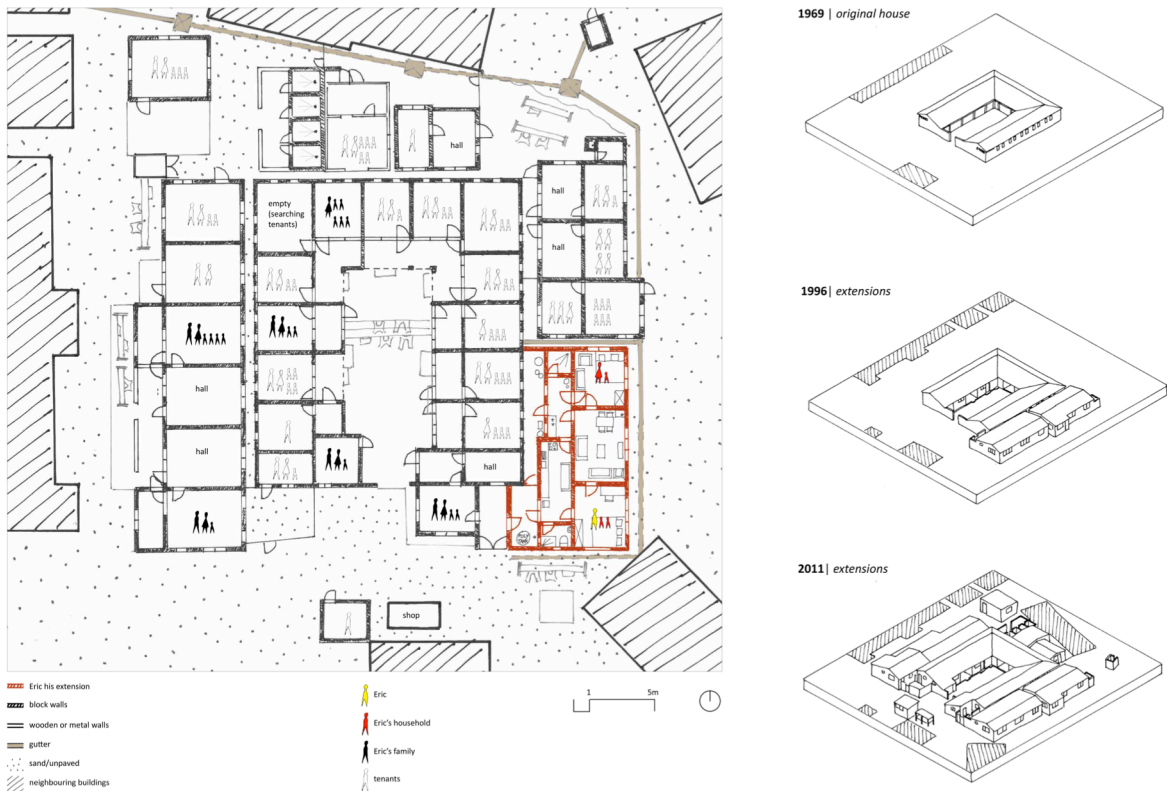 1969 | original house
1996 | extensions
2011| extensions
hall
hall
empty
(searching
tenants)
hall
hall
hall
hall
hall
shop
Eric his extension
block walls
wooden or metal walls
gutter
sand/unpaved
neighbouring buildings
Eric
Eric's household
Eric's family
tenants
1
5m